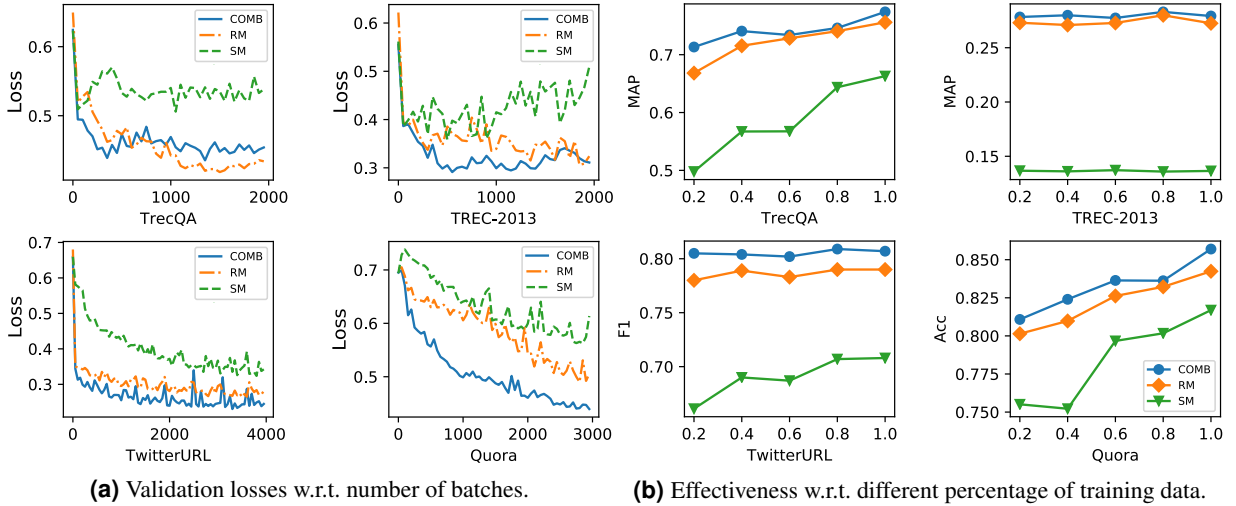 COMB
RM
SM
Loss
0.6
0.5
0
1000
2000
TrecQA
COMB
RM
SM
Loss
0.6
0.5
0.4
0.3
0
1000
2000
TREC-2013
MAP
0.7
0.6
0.5
0.2 0.4 0.6 0.8 1.0
TrecQA
MAP
0.25
0.20
0.15
0.2 0.4 0.6 0.8 1.0
TREC-2013
COMB
RM
SM
Loss
0.7
0.6
0.5
0.4
0.3
0
2000
4000
TwitterURL
COMB
RM
SM
Loss
0.7
0.6
0.5
0 1000 2000 3000
Quora
F1
0.80
0.75
0.70
0.2 0.4 0.6 0.8 1.0
TwitterURL
Acc
0.850
0.825
0.800
0.775
0.750
COMB
RM
SM
0.2 0.4 0.6 0.8 1.0
Quora
(a) Validation losses w.r.t. number of batches.
(b) Effectiveness w.r.t. different percentage of training data.